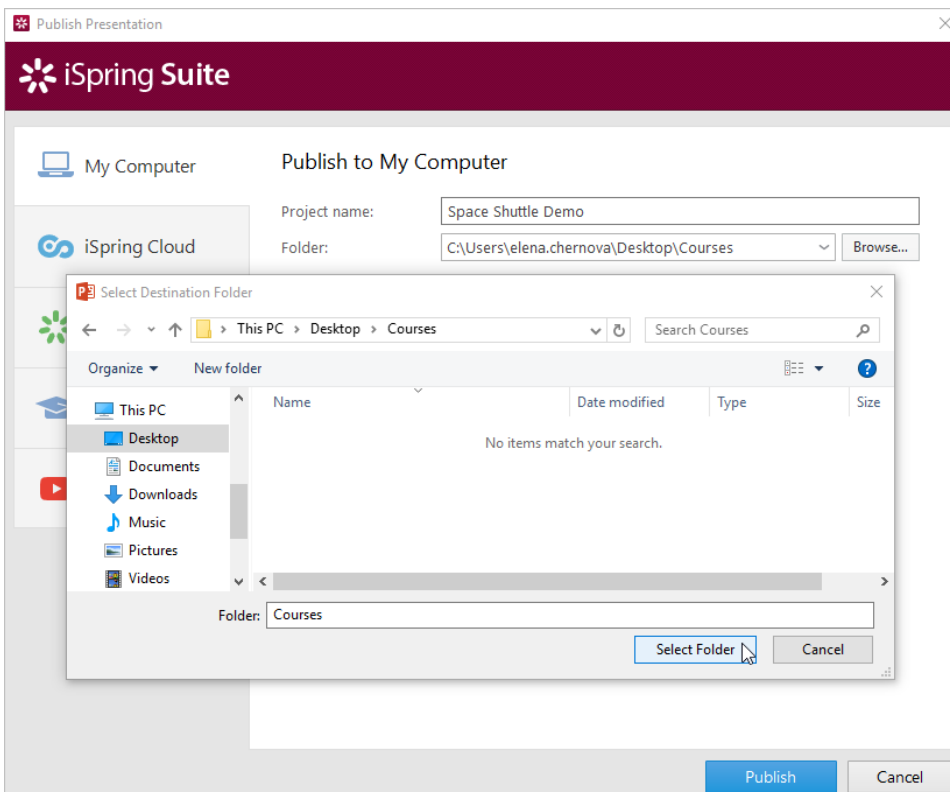 Publish Presentation
iSpring Suite
My Computer
Publish to My Computer
Project name: Space Shuttle Demo
iSpring Cloud
Folder: C:\Users\elena.chernova\Desktop\Courses Browse...
Select Destination Folder
This PC > Desktop > Courses Search Courses
Organize New folder
Name Date modified Type Size
This PC
Desktop
Documents
Downloads
Music
Pictures
Videos
No items match your search.
Folder: Courses
Select Folder Cancel
Publish Cancel